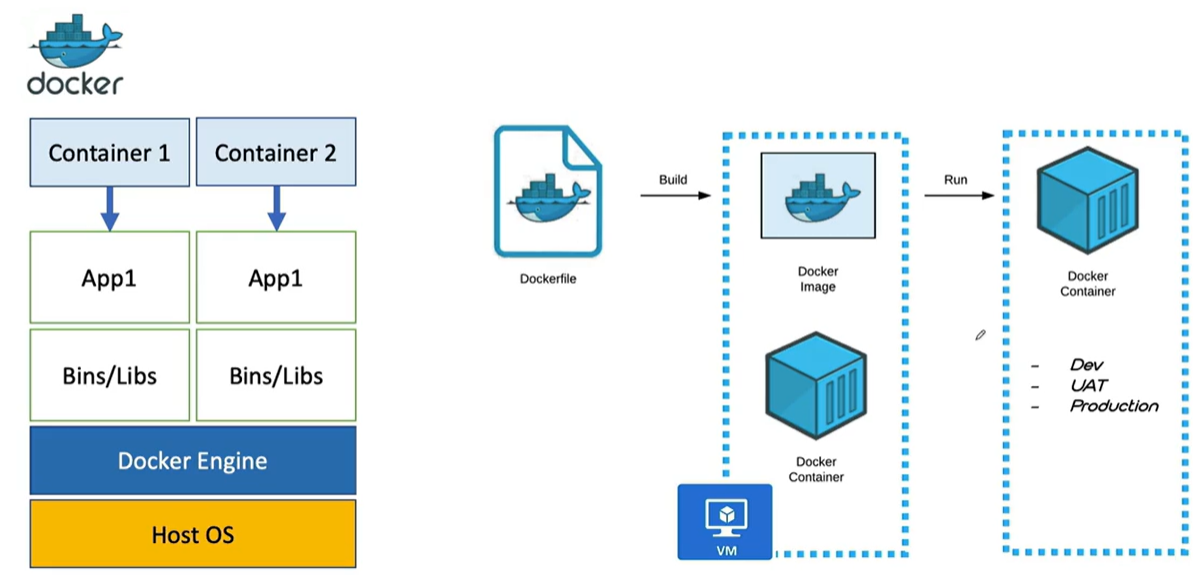 docker
Container 1
Container 2
App1
App1
Bins/Libs
Bins/Libs
Docker Engine
Host OS
Dockerfile
Build
Docker
Image
Docker
Container
VM
Run
Docker
Container
- Dev
- UAT
- Production